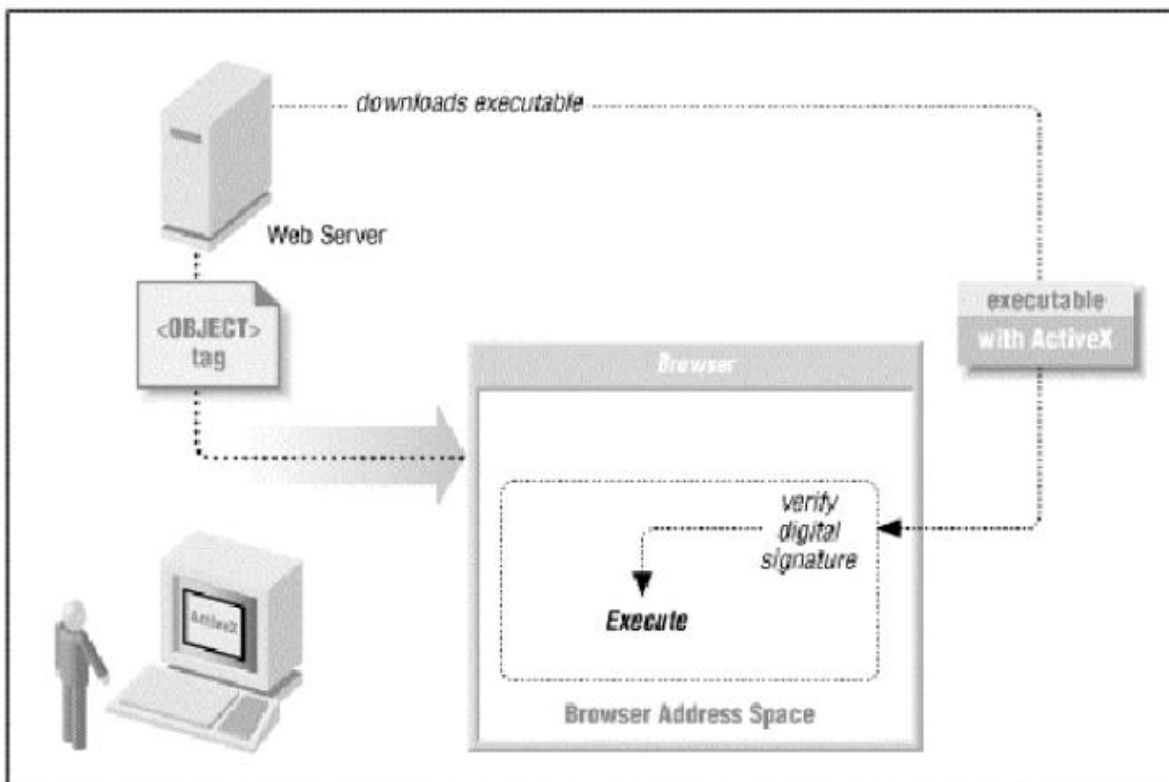 downloads executable
Web Server
<OBJECT>
tag
executable
with ActiveX
Browser
verify
digital
signature
Execute
ActiveX
Browser Address Space